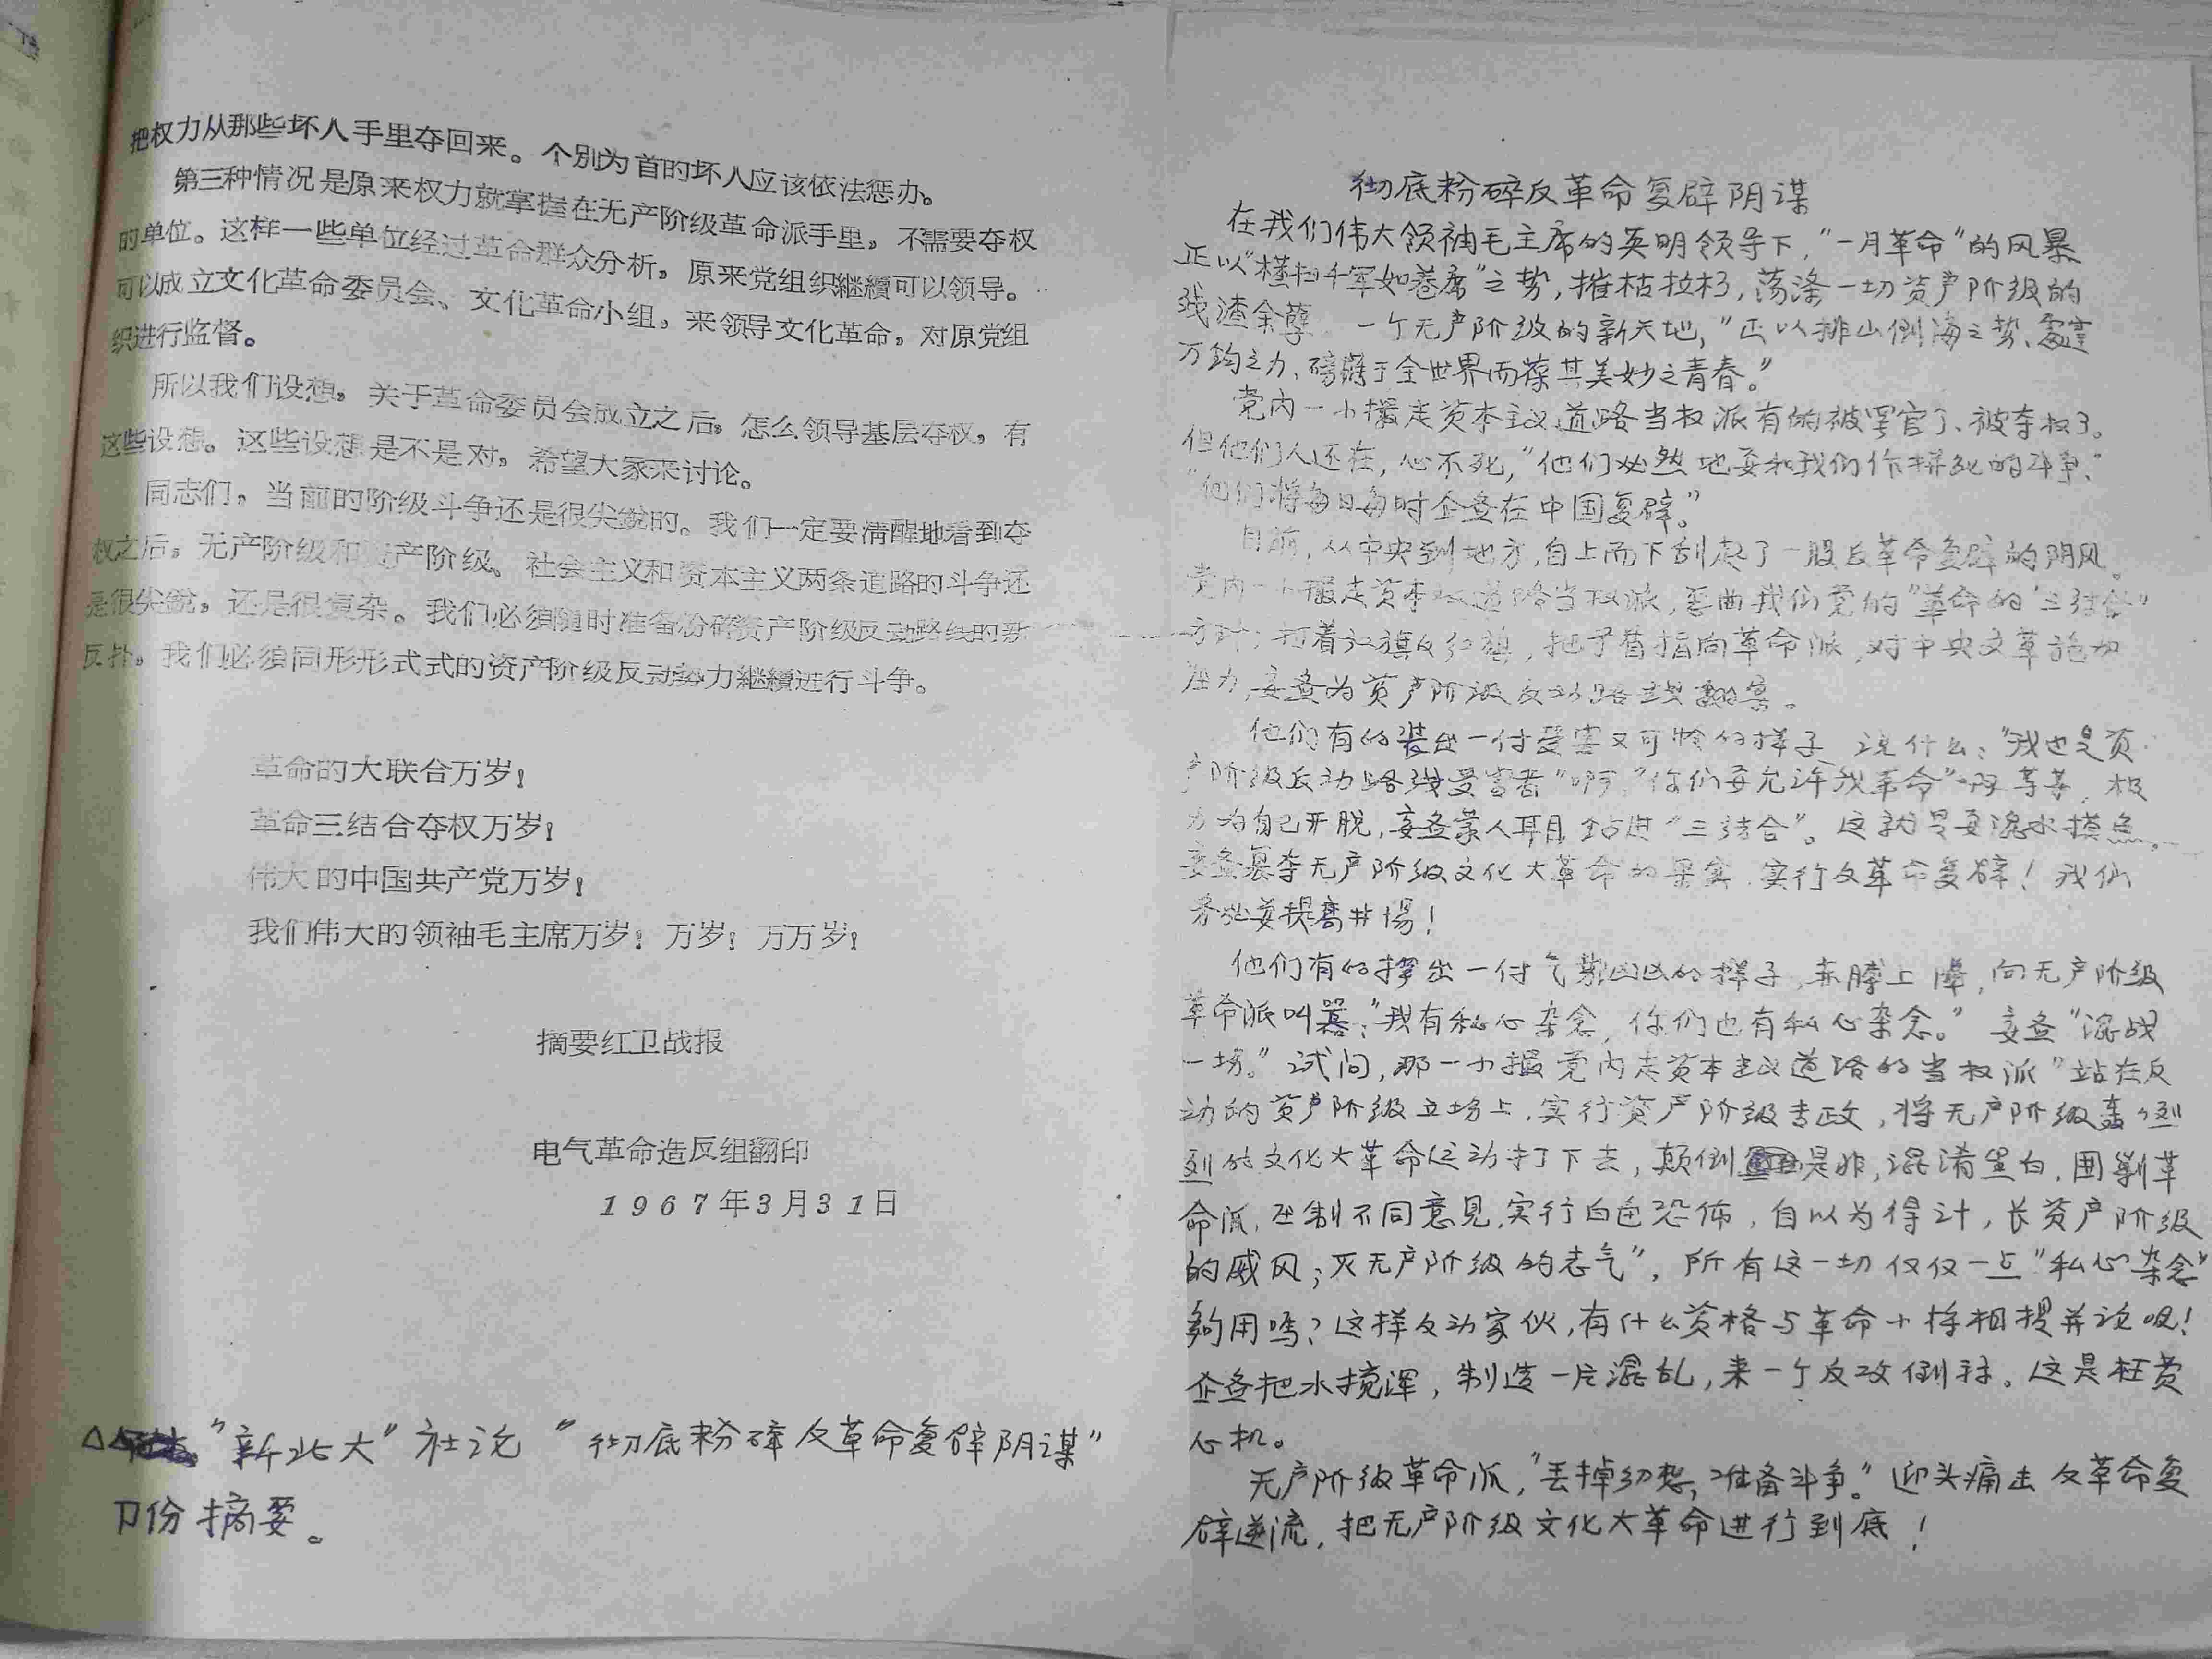 把权力从那些坏人手里夺回来。个別为首的坏人应该依法惩办。
第三种情况是原来权力就掌握在无产阶级革命派手里，不需要夺权
的单位。这样一些单位经过革命群众分析，原来党组织継續可以领导。
可以成立文化革命委员会、文化革命小组，来领导文化革命，对原党组
织进行监督。
所以我们设想，关于革命委员会成立之后，怎么领导基层夺权，有
这些设想。这些设想是不是对，希望大家来讨论。
同志们，当前的阶级斗争还是很尖銳的。我们一定要清醒地看到夺
权之后，无产阶级和资产阶级、社会主义和资本主义两条道路的斗争还
是很尖銳，还是很复杂。我们必須随时准备粉碎资产阶级反动路线的新
反扑，我们必須同形形式式的资产阶级反动势力継續进行斗争。
革命的大联合万岁！
革命三结合夺权万岁！
伟大的中国共产党万岁！
我们伟大的领袖毛主席万岁！万岁！万万岁！
摘要红卫战报
电气革命造反组翻印
1967年3月31日
△△ "新北大"社论"彻底粉碎反革命复辟阴谋"
卩份摘要。
彻底粉碎反革命复辟阴谋
在我们伟大领袖毛主席的英明领导下，"一月革命"的风暴
正以"横扫千军如卷席"之势，摧枯拉朽，荡涤一切资产阶级的
残渣余孽。一个无产阶级的新天地，"正以排山倒海之势、雷霆
万钧之力、磅礴于全世界而葆其美妙之青春。"
党内一小撮走资本主义道路当权派有的被罢官了、被夺权了。
但他们人还在，心不死，"他们必然地要和我们作拼死的斗争，"
"他们将每日每时企图在中国复辟。"
目前，从中央到地方，自上而下刮起了一股反革命复辟的阴风。
党内一小撮走资本主义道路当权派，歪曲我们党的"革命的'三结合'"
方针，打着红旗反红旗，把矛盾指向革命派，对中央文革施加
压力，妄图为资产阶级反动路线翻案。
他们有的装出一付受害又可怜的样子，说什么："我也是资
产阶级反动路线受害者"啊，"你们要允许我革命"啊等等，极
力为自己开脱，妄图蒙人耳目钻进"三结合"。这就是要混水摸鱼，
妄图篡夺无产阶级文化大革命的果实，实行反革命复辟！我们
务必要提高井惕！
他们有的摆出一付气势凶凶的样子，赤膊上阵，向无产阶级
革命派叫嚣："我有私心杂念，你们也有私心杂念。"妄图"混战
一场。"试问，那一小撮党内走资本主义道路的当权派"站在反
动的资产阶级立场上，实行资产阶级专政，将无产阶级轰轰烈
烈的文化大革命运动打下去，颠倒是非，混淆黑白，围剿革
命派，压制不同意见，实行白色恐怖，自以为得计，长资产阶级
的威风；灭无产阶级的志气"，所有这一切仅仅一点"私心杂念"
夠用吗？这样反动家伙，有什么资格与革命小将相提并论呢！
企图把水搅浑，制造一片混乱，来一个反攻倒算。这是枉费
心机。
无产阶级革命派，"丢掉幻想，准备斗争。"迎头痛击反革命复
辟逆流，把无产阶级文化大革命进行到底！